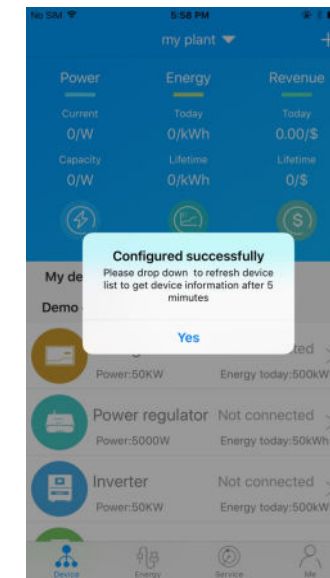 No SIM 5:58 PM
my plant
Power Energy Revenue
Current Today Today
0/W 0/kWh 0.00/$
Capacity Lifetime Lifetime
0/W 0/kWh 0/$
$
Configured successfully
Please drop down to refresh device
list to get device information after 5
mimutes
Yes
My de
Demo
ted
Power:50KW Energy today:500kW
Power regulator Not connected
Power:5000W Energy today:50kWh
Inverter Not connected
Power:50KW Energy today:500kW
Device Energy Service Me